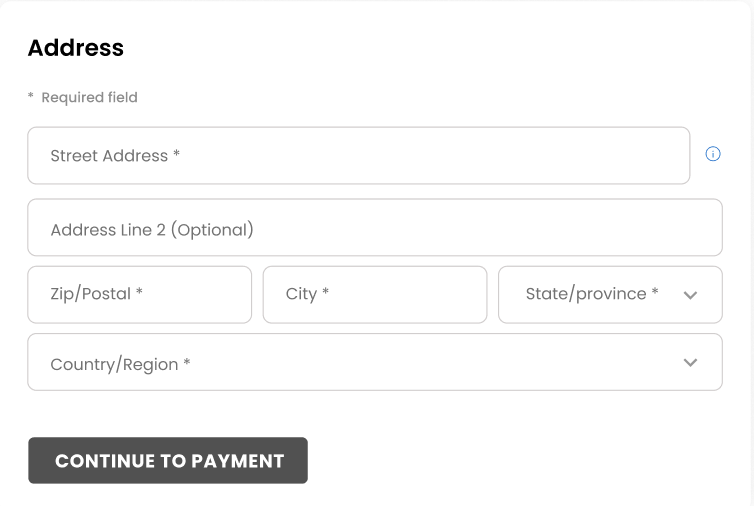 Address
* Required field
Street Address *
Address Line 2 (Optional)
Zip/Postal * City * State/province *
Country/Region *
CONTINUE TO PAYMENT